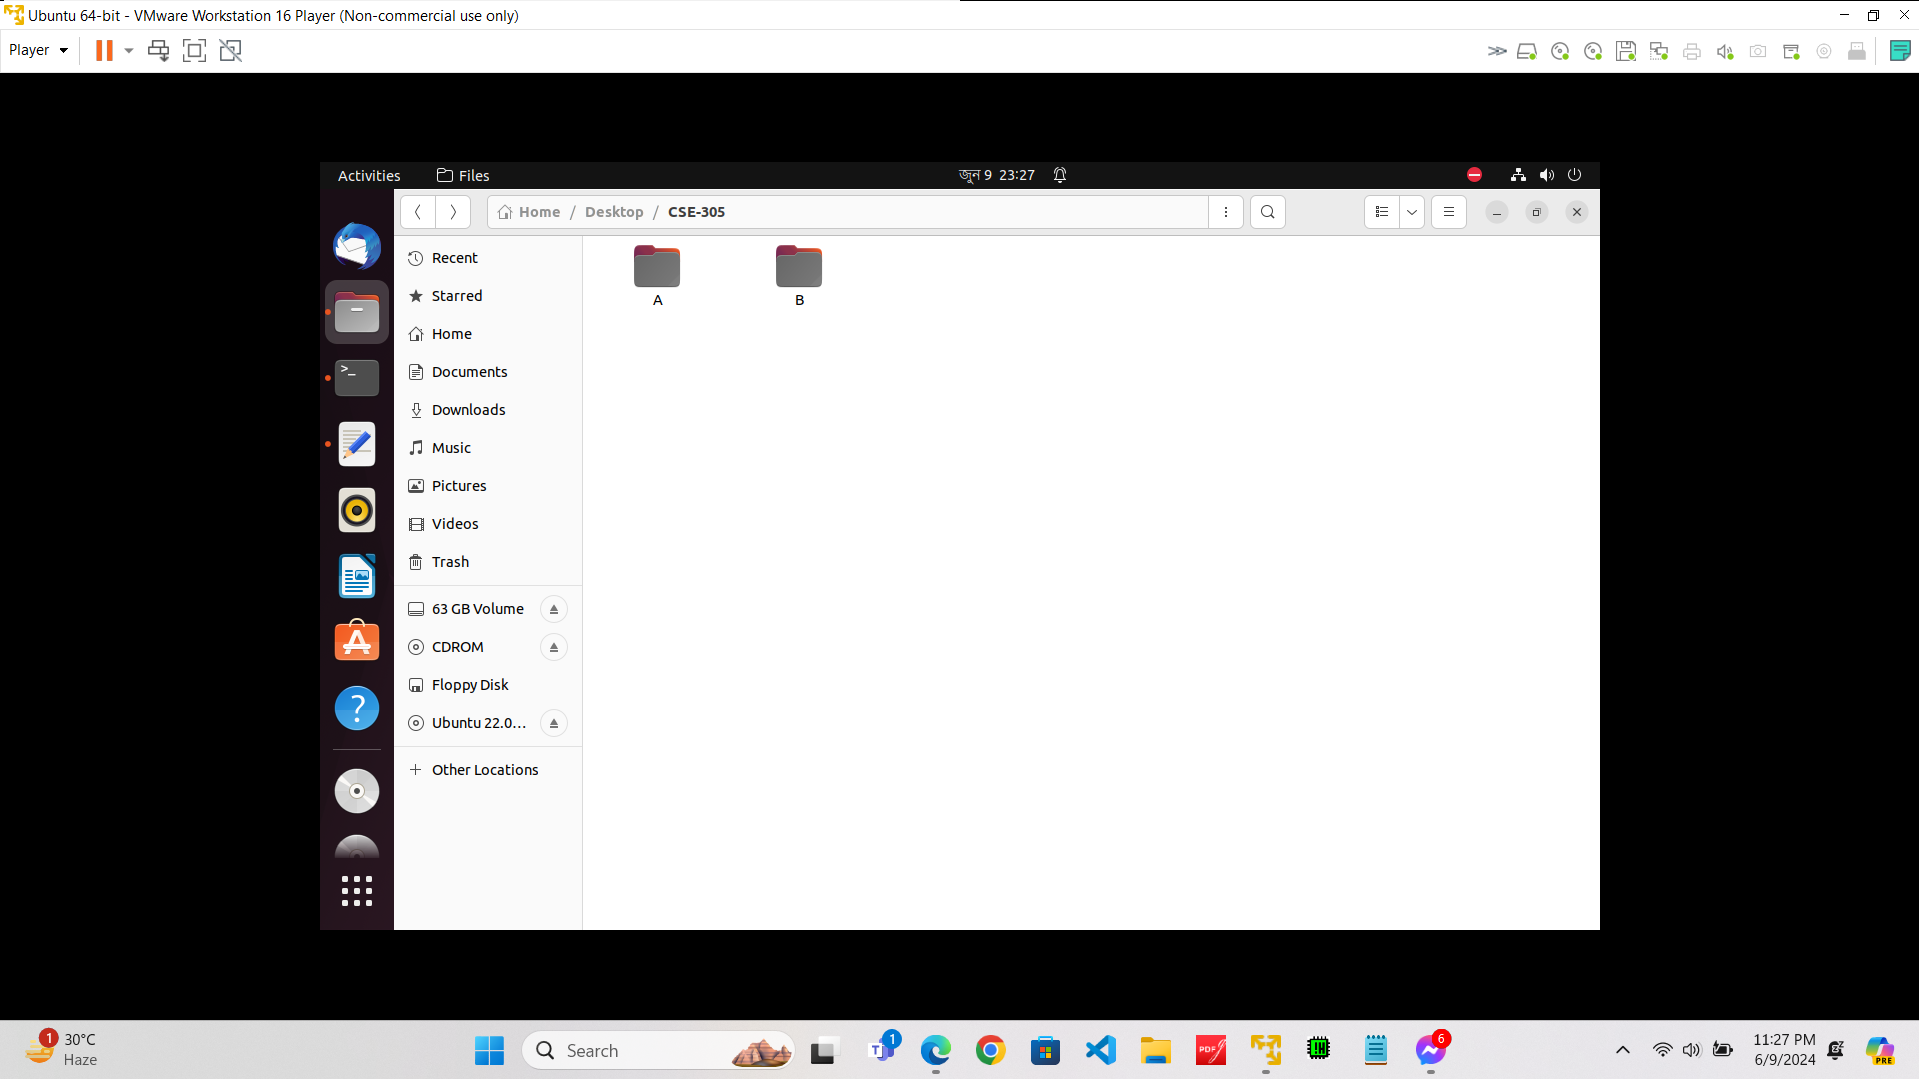 Ubuntu 64-bit - VMware Workstation 16 Player (Non-commercial use only)
Player
Activities
Files
জুন 9 23:27
Home / Desktop / CSE-305
Recent
Starred
Home
Documents
Downloads
Music
Pictures
Videos
Trash
63 GB Volume
CDROM
Floppy Disk
Ubuntu 22.0...
Other Locations
A
B
>_
?
1
30°C
Haze
Search
1
PDF
6
11:27 PM
6/9/2024
PRE